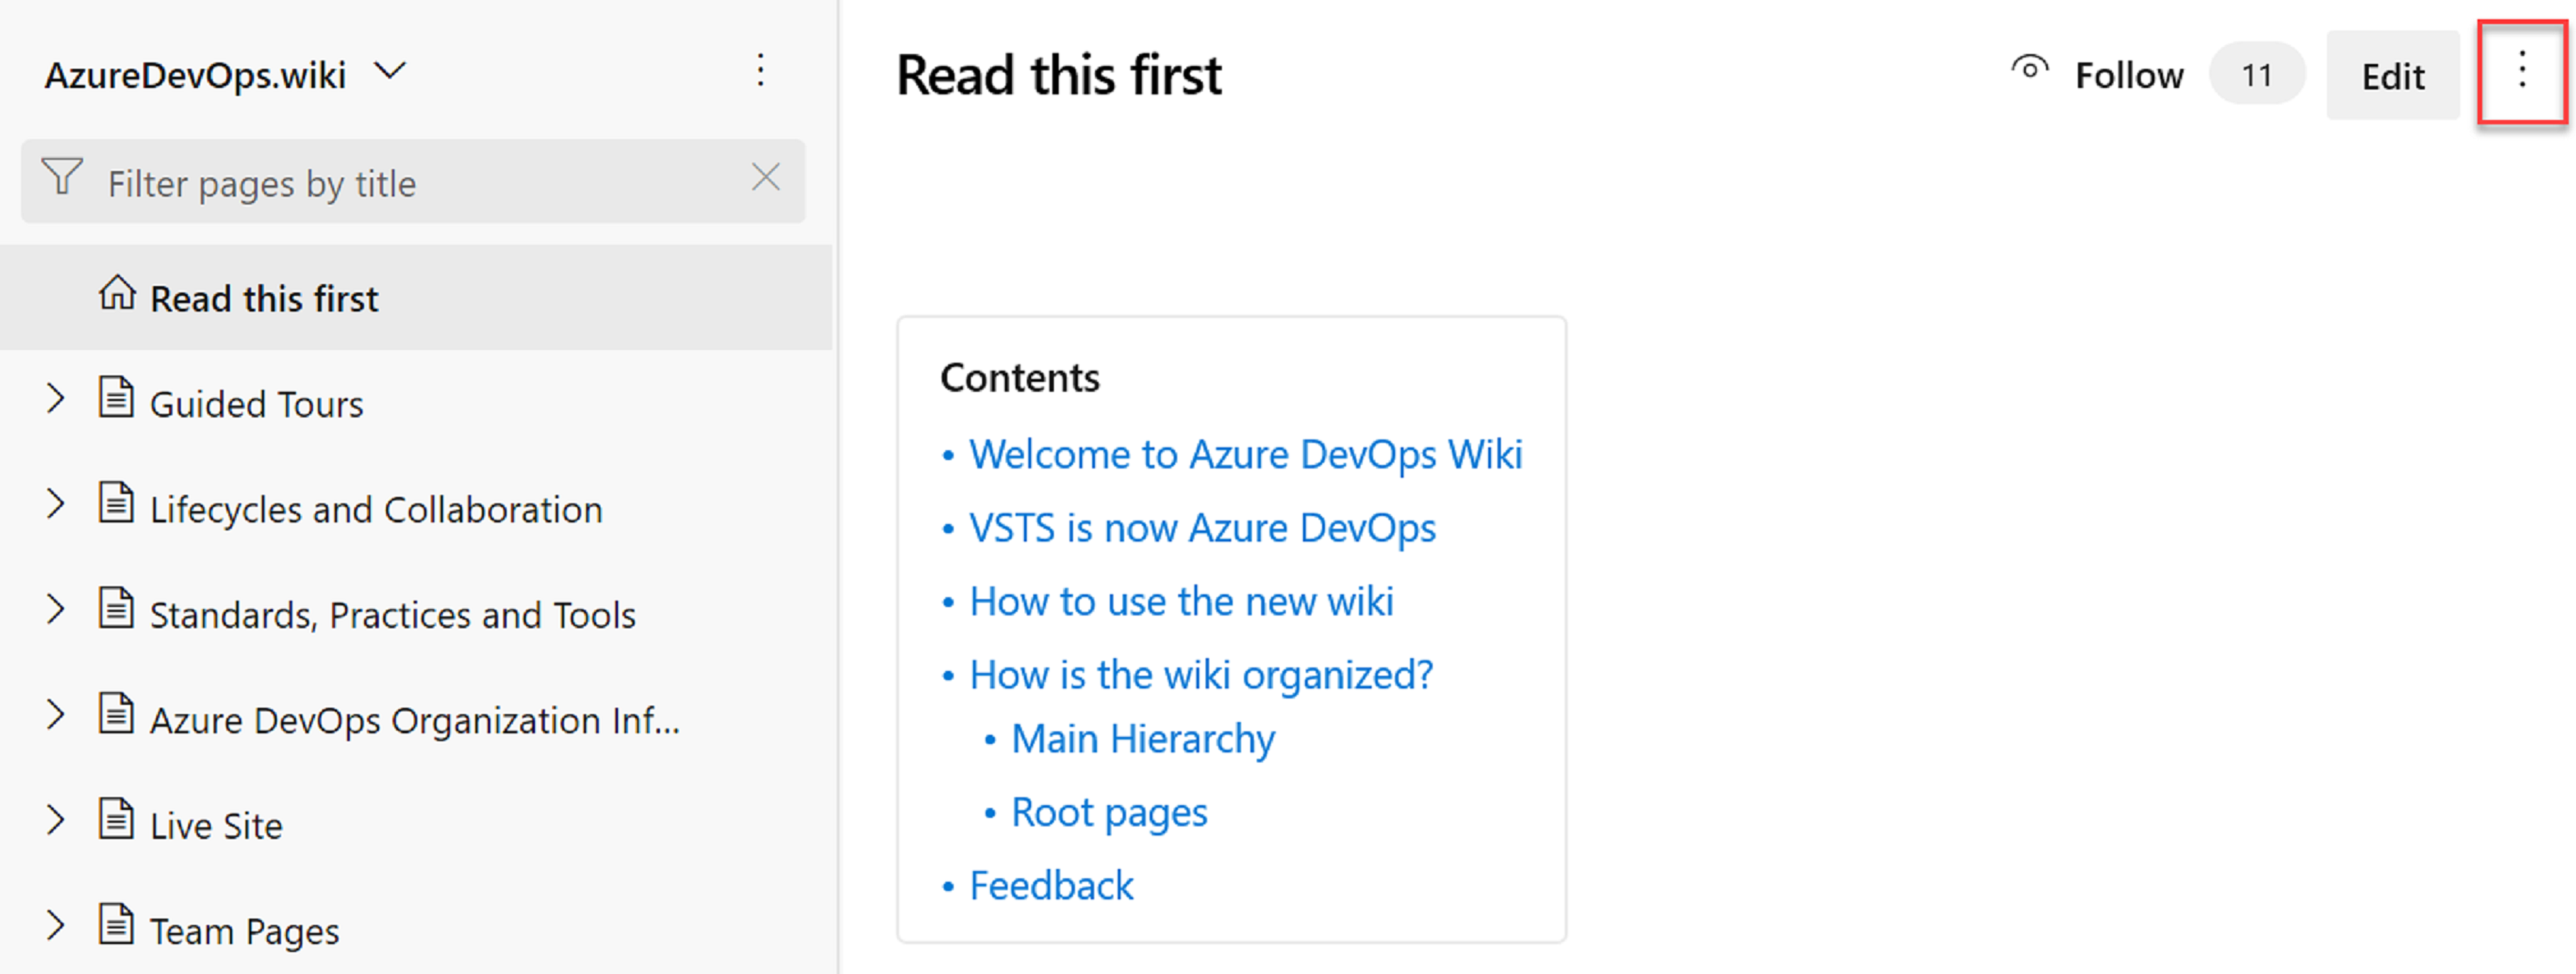 AzureDevOps.wiki
Filter pages by title
Read this first
Guided Tours
Lifecycles and Collaboration
Standards, Practices and Tools
Azure DevOps Organization Inf...
Live Site
Team Pages
Read this first
Follow 11 Edit
Contents
• Welcome to Azure DevOps Wiki
• VSTS is now Azure DevOps
• How to use the new wiki
• How is the wiki organized?
• Main Hierarchy
• Root pages
• Feedback